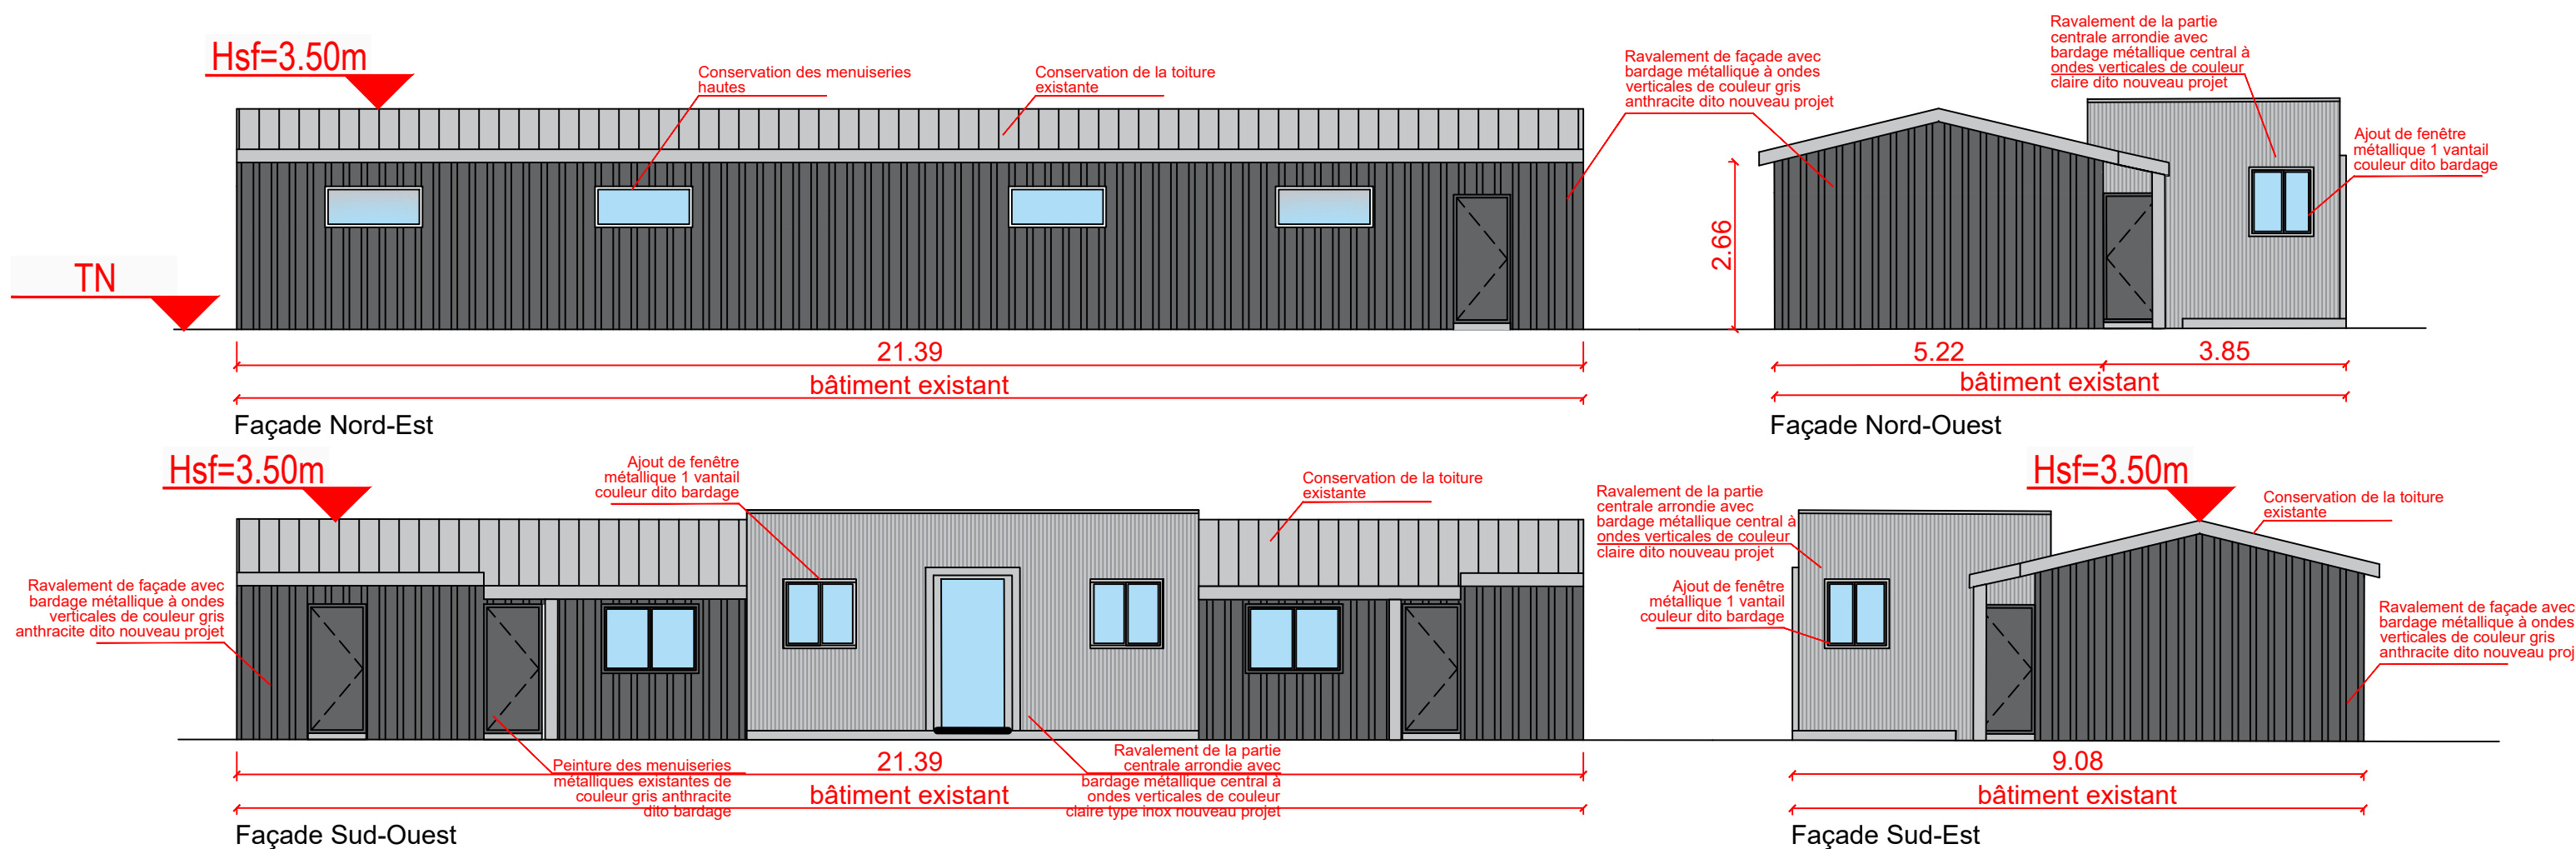 Hsf=3.50m
Conservation des menuiseries
hautes
Conservation de la toiture
existante
TN
21.39
bâtiment existant
Façade Nord-Est
Ravalement de façade avec
bardage métallique à ondes
verticales de couleur gris
anthracite dito nouveau projet
Ravalement de la partie
centrale arrondie avec
bardage métallique central à
ondes verticales de couleur
claire dito nouveau projet
Ajout de fenêtre
métallique 1 vantail
couleur dito bardage
2.66
5.22
3.85
bâtiment existant
Façade Nord-Ouest
Hsf=3.50m
Ajout de fenêtre
métallique 1 vantail
couleur dito bardage
Conservation de la toiture
existante
Ravalement de façade avec
bardage métallique à ondes
verticales de couleur gris
anthracite dito nouveau projet
Peinture des menuiseries
métalliques existantes de
couleur gris anthracite
dito bardage
21.39
bâtiment existant
Ravalement de la partie
centrale arrondie avec
bardage métallique central à
ondes verticales de couleur
claire type inox nouveau projet
Façade Sud-Ouest
Hsf=3.50m
Ravalement de la partie
centrale arrondie avec
bardage métallique central à
ondes verticales de couleur
claire dito nouveau projet
Ajout de fenêtre
métallique 1 vantail
couleur dito bardage
Conservation de la toiture
existante
Ravalement de façade avec
bardage métallique à ondes
verticales de couleur gris
anthracite dito nouveau proj
9.08
bâtiment existant
Façade Sud-Est